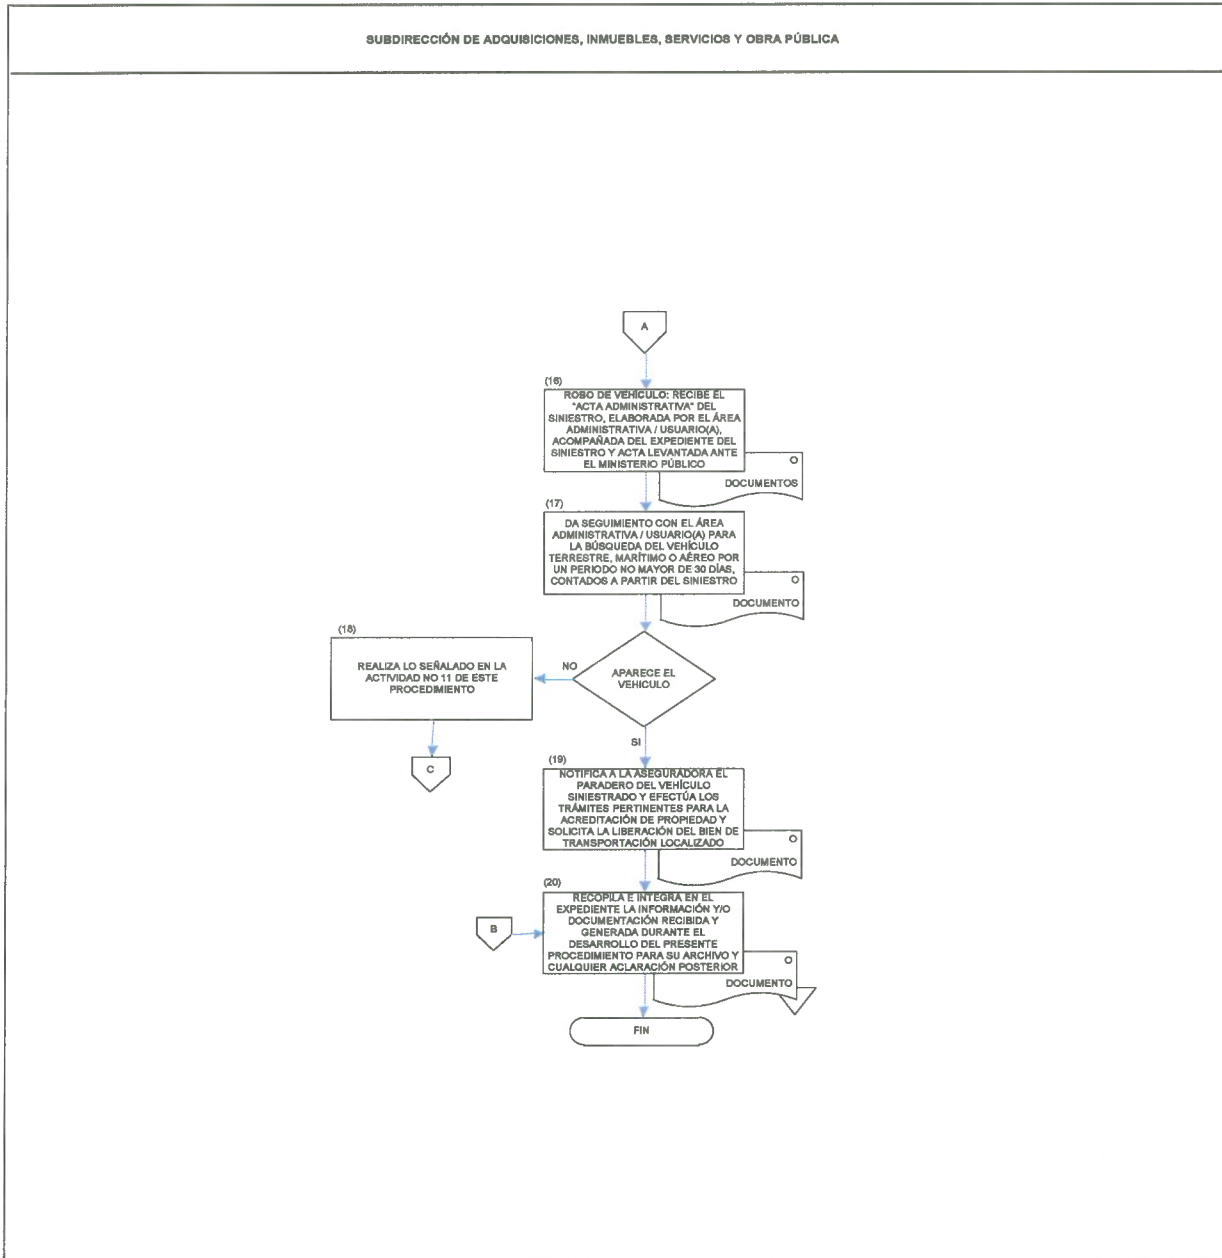 SUBDIRECCIÓN DE ADQUISICIONES, INMUEBLES, SERVICIOS Y OBRA PÚBLICA
A
(16)
ROBO DE VEHÍCULO: RECIBE EL
"ACTA ADMINISTRATIVA" DEL
SINIESTRO, ELABORADA POR EL ÁREA
ADMINISTRATIVA / USUARIO(A),
ACOMPAÑADA DEL EXPEDIENTE DEL
SINIESTRO Y ACTA LEVANTADA ANTE
EL MINISTERIO PÚBLICO
O
DOCUMENTOS
(17)
DA SEGUIMIENTO CON EL ÁREA
ADMINISTRATIVA / USUARIO(A) PARA
LA BÚSQUEDA DEL VEHÍCULO
TERRESTRE, MARÍTIMO O AÉREO POR
UN PERIODO NO MAYOR DE 30 DÍAS,
CONTADOS A PARTIR DEL SINIESTRO
O
DOCUMENTO
(18)
REALIZA LO SEÑALADO EN LA
ACTIVIDAD NO 11 DE ESTE
PROCEDIMIENTO
NO
APARECE EL
VEHICULO
SI
C
(19)
NOTIFICA A LA ASEGURADORA EL
PARADERO DEL VEHÍCULO
SINIESTRADO Y EFECTÚA LOS
TRÁMITES PERTINENTES PARA LA
ACREDITACIÓN DE PROPIEDAD Y
SOLICITA LA LIBERACIÓN DEL BIEN DE
TRANSPORTACIÓN LOCALIZADO
O
DOCUMENTO
(20)
B
RECOPILA E INTEGRA EN EL
EXPEDIENTE LA INFORMACIÓN Y/O
DOCUMENTACIÓN RECIBIDA Y
GENERADA DURANTE EL
DESARROLLO DEL PRESENTE
PROCEDIMIENTO PARA SU ARCHIVO Y
CUALQUIER ACLARACIÓN POSTERIOR
O
DOCUMENTO
FIN